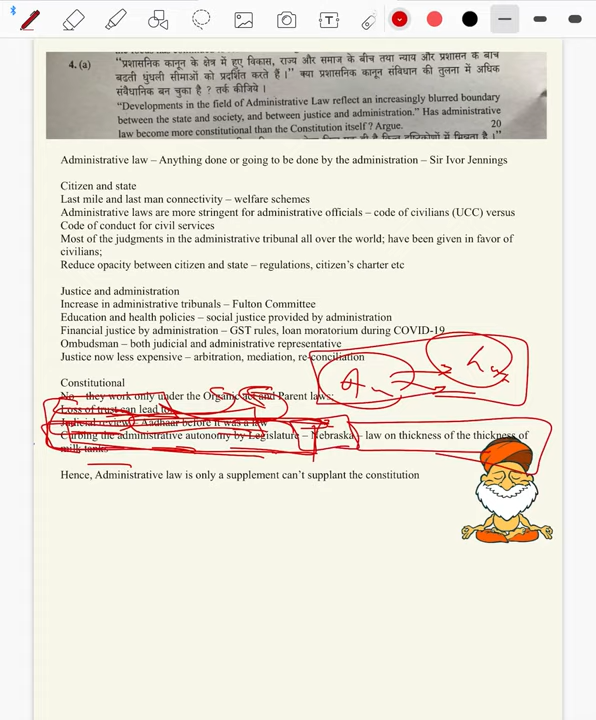 4. (a) "प्रशासनिक कानून के क्षेत्र में हुए विकास, राज्य और समाज के बीच तथा न्याय और प्रशासन के बीच
बढ़ती धुंधली सीमाओं को प्रदर्शित करते हैं ।" क्या प्रशासनिक कानून संविधान की तुलना में अधिक
संवैधानिक बन चुका है ? तर्क कीजिये ।
"Developments in the field of Administrative Law reflect an increasingly blurred boundary
between the state and society, and between justice and administration." Has administrative
law become more constitutional than the Constitution itself ? Argue. 20
Administrative law – Anything done or going to be done by the administration – Sir Ivor Jennings
Citizen and state
Last mile and last man connectivity – welfare schemes
Administrative laws are more stringent for administrative officials – code of civilians (UCC) versus
Code of conduct for civil services
Most of the judgments in the administrative tribunal all over the world; have been given in favor of
civilians;
Reduce opacity between citizen and state – regulations, citizen's charter etc
Justice and administration
Increase in administrative tribunals – Fulton Committee
Education and health policies – social justice provided by administration
Financial justice by administration – GST rules, loan moratorium during COVID-19
Ombudsman – both judicial and administrative representative
Justice now less expensive – arbitration, mediation, re-conciliation
Constitutional
No – they work only under the Organic act and Parent laws;
Loss of trust can lead to
Judicial review – Aadhaar before it was a law
Curbing the administrative autonomy by Legislature – Nebraska – law on thickness of the thickness of
milk tanks
Hence, Administrative law is only a supplement can't supplant the constitution